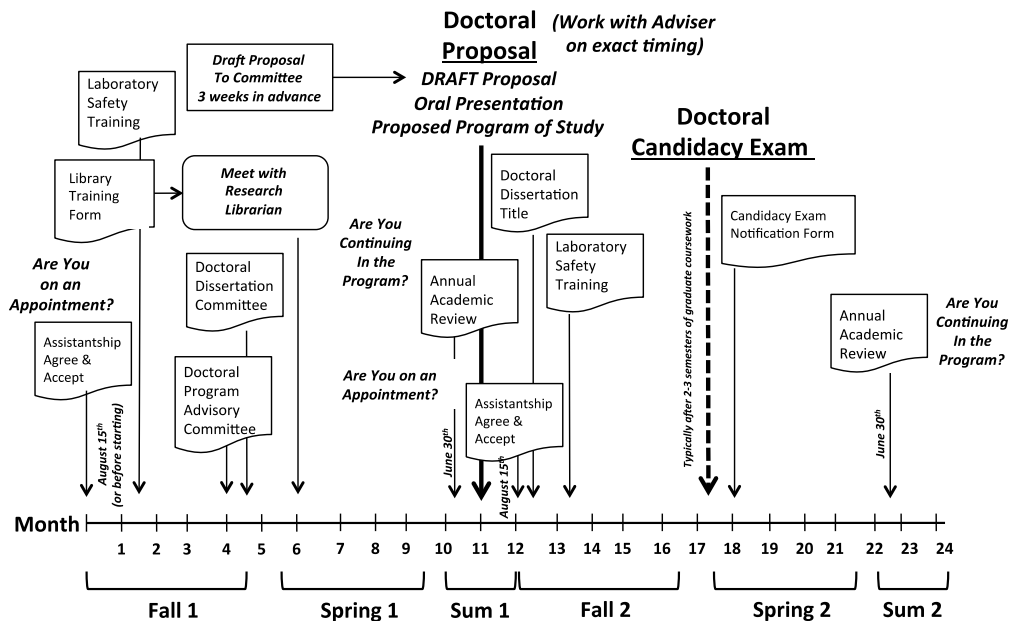 Doctoral
Proposal
(Work with Adviser
on exact timing)
DRAFT Proposal
Oral Presentation
Proposed Program of Study
Draft Proposal
To Committee
3 weeks in advance
Laboratory
Safety
Training
Library
Training
Form
Meet with
Research
Librarian
Doctoral
Candidacy Exam
Doctoral
Dissertation
Title
Candidacy Exam
Notification Form
Are You
Continuing
In the
Program?
Laboratory
Safety
Training
Are You
on an
Appointment?
Doctoral
Dissertation
Committee
Annual
Academic
Review
Typically after 2-3 semesters of graduate coursework
Annual
Academic
Review
Are You
Continuing
In the
Program?
Assistantship
Agree &
Accept
Doctoral
Program
Advisory
Committee
Are You on an
Appointment?
Assistantship
Agree &
Accept
August 15th
(or before starting)
June 30th
August 15th
June 30th
Month
1 2 3 4 5 6 7 8 9 10 11 12 13 14 15 16 17 18 19 20 21 22 23 24
Fall 1 Spring 1 Sum 1 Fall 2 Spring 2 Sum 2